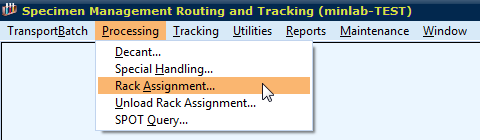 Specimen Management Routing and Tracking (minlab-TEST)
TransportBatch Processing Tracking Utilities Reports Maintenance Window
Decant...
Special Handling...
Rack Assignment...
Unload Rack Assignment...
SPOT Query...